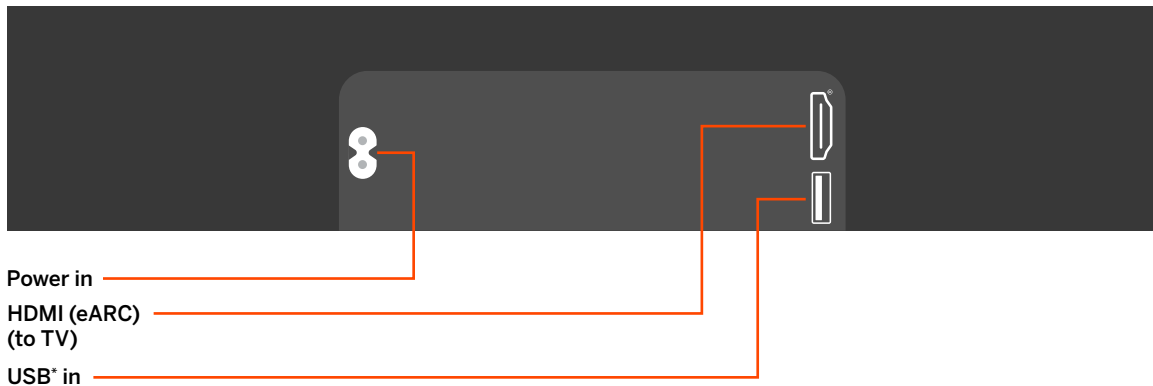 ®
Power in
HDMI (eARC)
(to TV)
USB* in